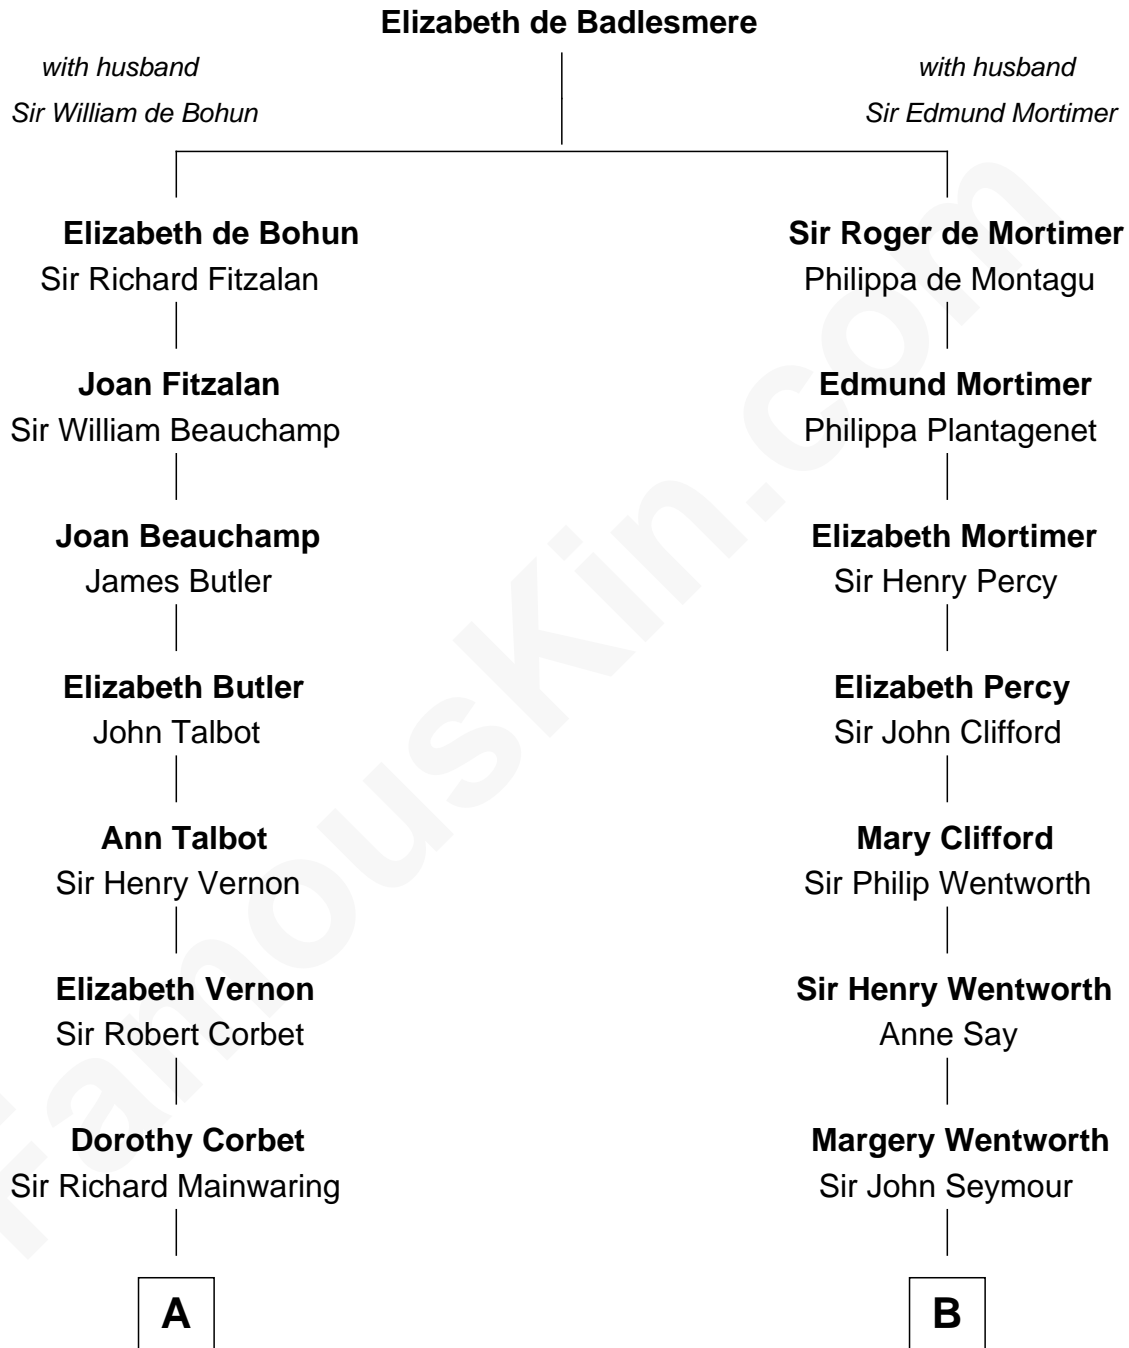 Elizabeth de Badlesmere
with husband
Sir William de Bohun
with husband
Sir Edmund Mortimer
Elizabeth de Bohun
Sir Richard Fitzalan
Joan Fitzalan
Sir William Beauchamp
Joan Beauchamp
James Butler
Elizabeth Butler
John Talbot
Ann Talbot
Sir Henry Vernon
Elizabeth Vernon
Sir Robert Corbet
Dorothy Corbet
Sir Richard Mainwaring
A
Sir Roger de Mortimer
Philippa de Montagu
Edmund Mortimer
Philippa Plantagenet
Elizabeth Mortimer
Sir Henry Percy
Elizabeth Percy
Sir John Clifford
Mary Clifford
Sir Philip Wentworth
Sir Henry Wentworth
Anne Say
Margery Wentworth
Sir John Seymour
B
FamousKin.com